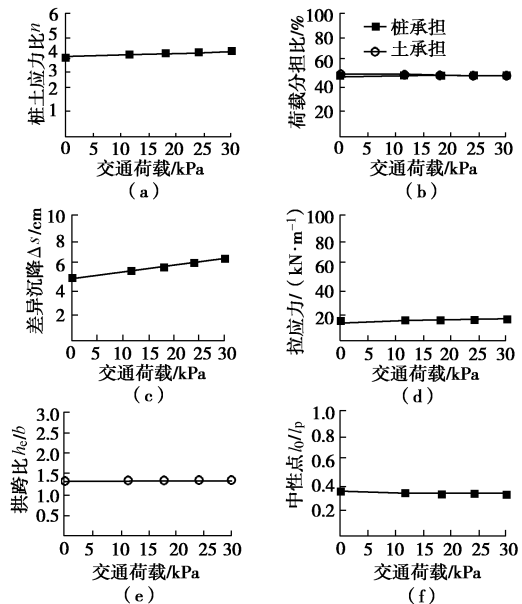 6
5
4
3
2
1
桩土应力比n
0 5 10 15 20 25 30
交通荷载/kPa
(a)
100
80
60
40
20
荷载分担比/%
桩承担
土承担
0 5 10 15 20 25 30
交通荷载/kPa
(b)
10
8
6
4
2
差异沉降Δs/cm
0 5 10 15 20 25 30
交通荷载/kPa
(c)
100
80
60
40
20
拉应力/(kN·m⁻¹)
0 5 10 15 20 25 30
交通荷载/kPa
(d)
3.0
2.5
2.0
1.5
1.0
0.5
拱跨比hₑ/b
0 5 10 15 20 25 30
交通荷载/kPa
(e)
1.0
0.8
0.6
0.4
0.2
中性点l₀/lₚ
0 5 10 15 20 25 30
交通荷载/kPa
(f)